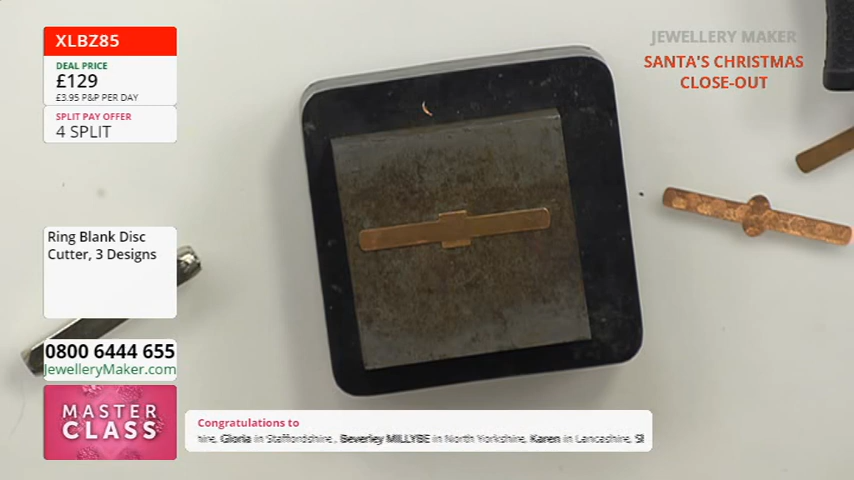 XLBZ85
DEAL PRICE
£129
£3.95 P&P PER DAY
SPLIT PAY OFFER
4 SPLIT
JEWELLERY MAKER
SANTA'S CHRISTMAS
CLOSE-OUT
Ring Blank Disc
Cutter, 3 Designs
0800 6444 655
JewelleryMaker.com
MASTER
CLASS
Congratulations to
hire, Gloria in Staffordshire, Beverley MILLYBE in North Yorkshire, Karen in Lancashire,